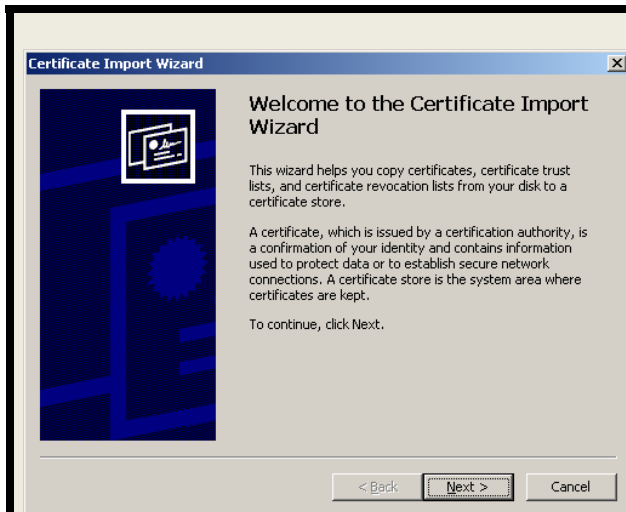 Certificate Import Wizard
Welcome to the Certificate Import
Wizard
This wizard helps you copy certificates, certificate trust
lists, and certificate revocation lists from your disk to a
certificate store.
A certificate, which is issued by a certification authority, is
a confirmation of your identity and contains information
used to protect data or to establish secure network
connections. A certificate store is the system area where
certificates are kept.
To continue, click Next.
< Back Next > Cancel